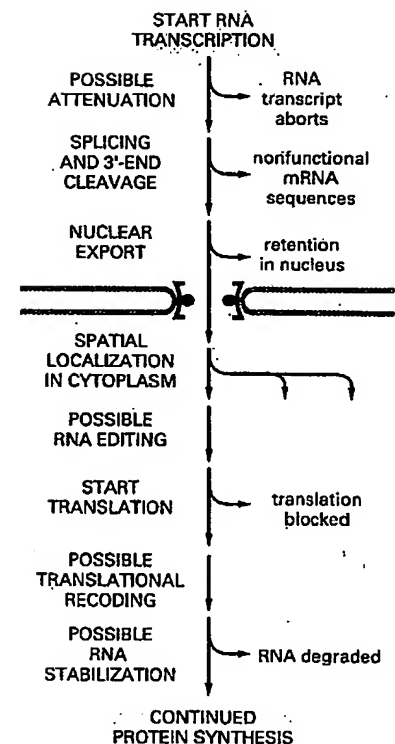 START RNA
TRANSCRIPTION
POSSIBLE
ATTENUATION
RNA
transcript
aborts
SPLICING
AND 3'-END
CLEAVAGE
nonfunctional
mRNA
sequences
NUCLEAR
EXPORT
retention
in nucleus
SPATIAL
LOCALIZATION
IN CYTOPLASM
POSSIBLE
RNA EDITING
START
TRANSLATION
translation
blocked
POSSIBLE
TRANSLATIONAL
RECODING
POSSIBLE
RNA
STABILIZATION
RNA degraded
CONTINUED
PROTEIN SYNTHESIS